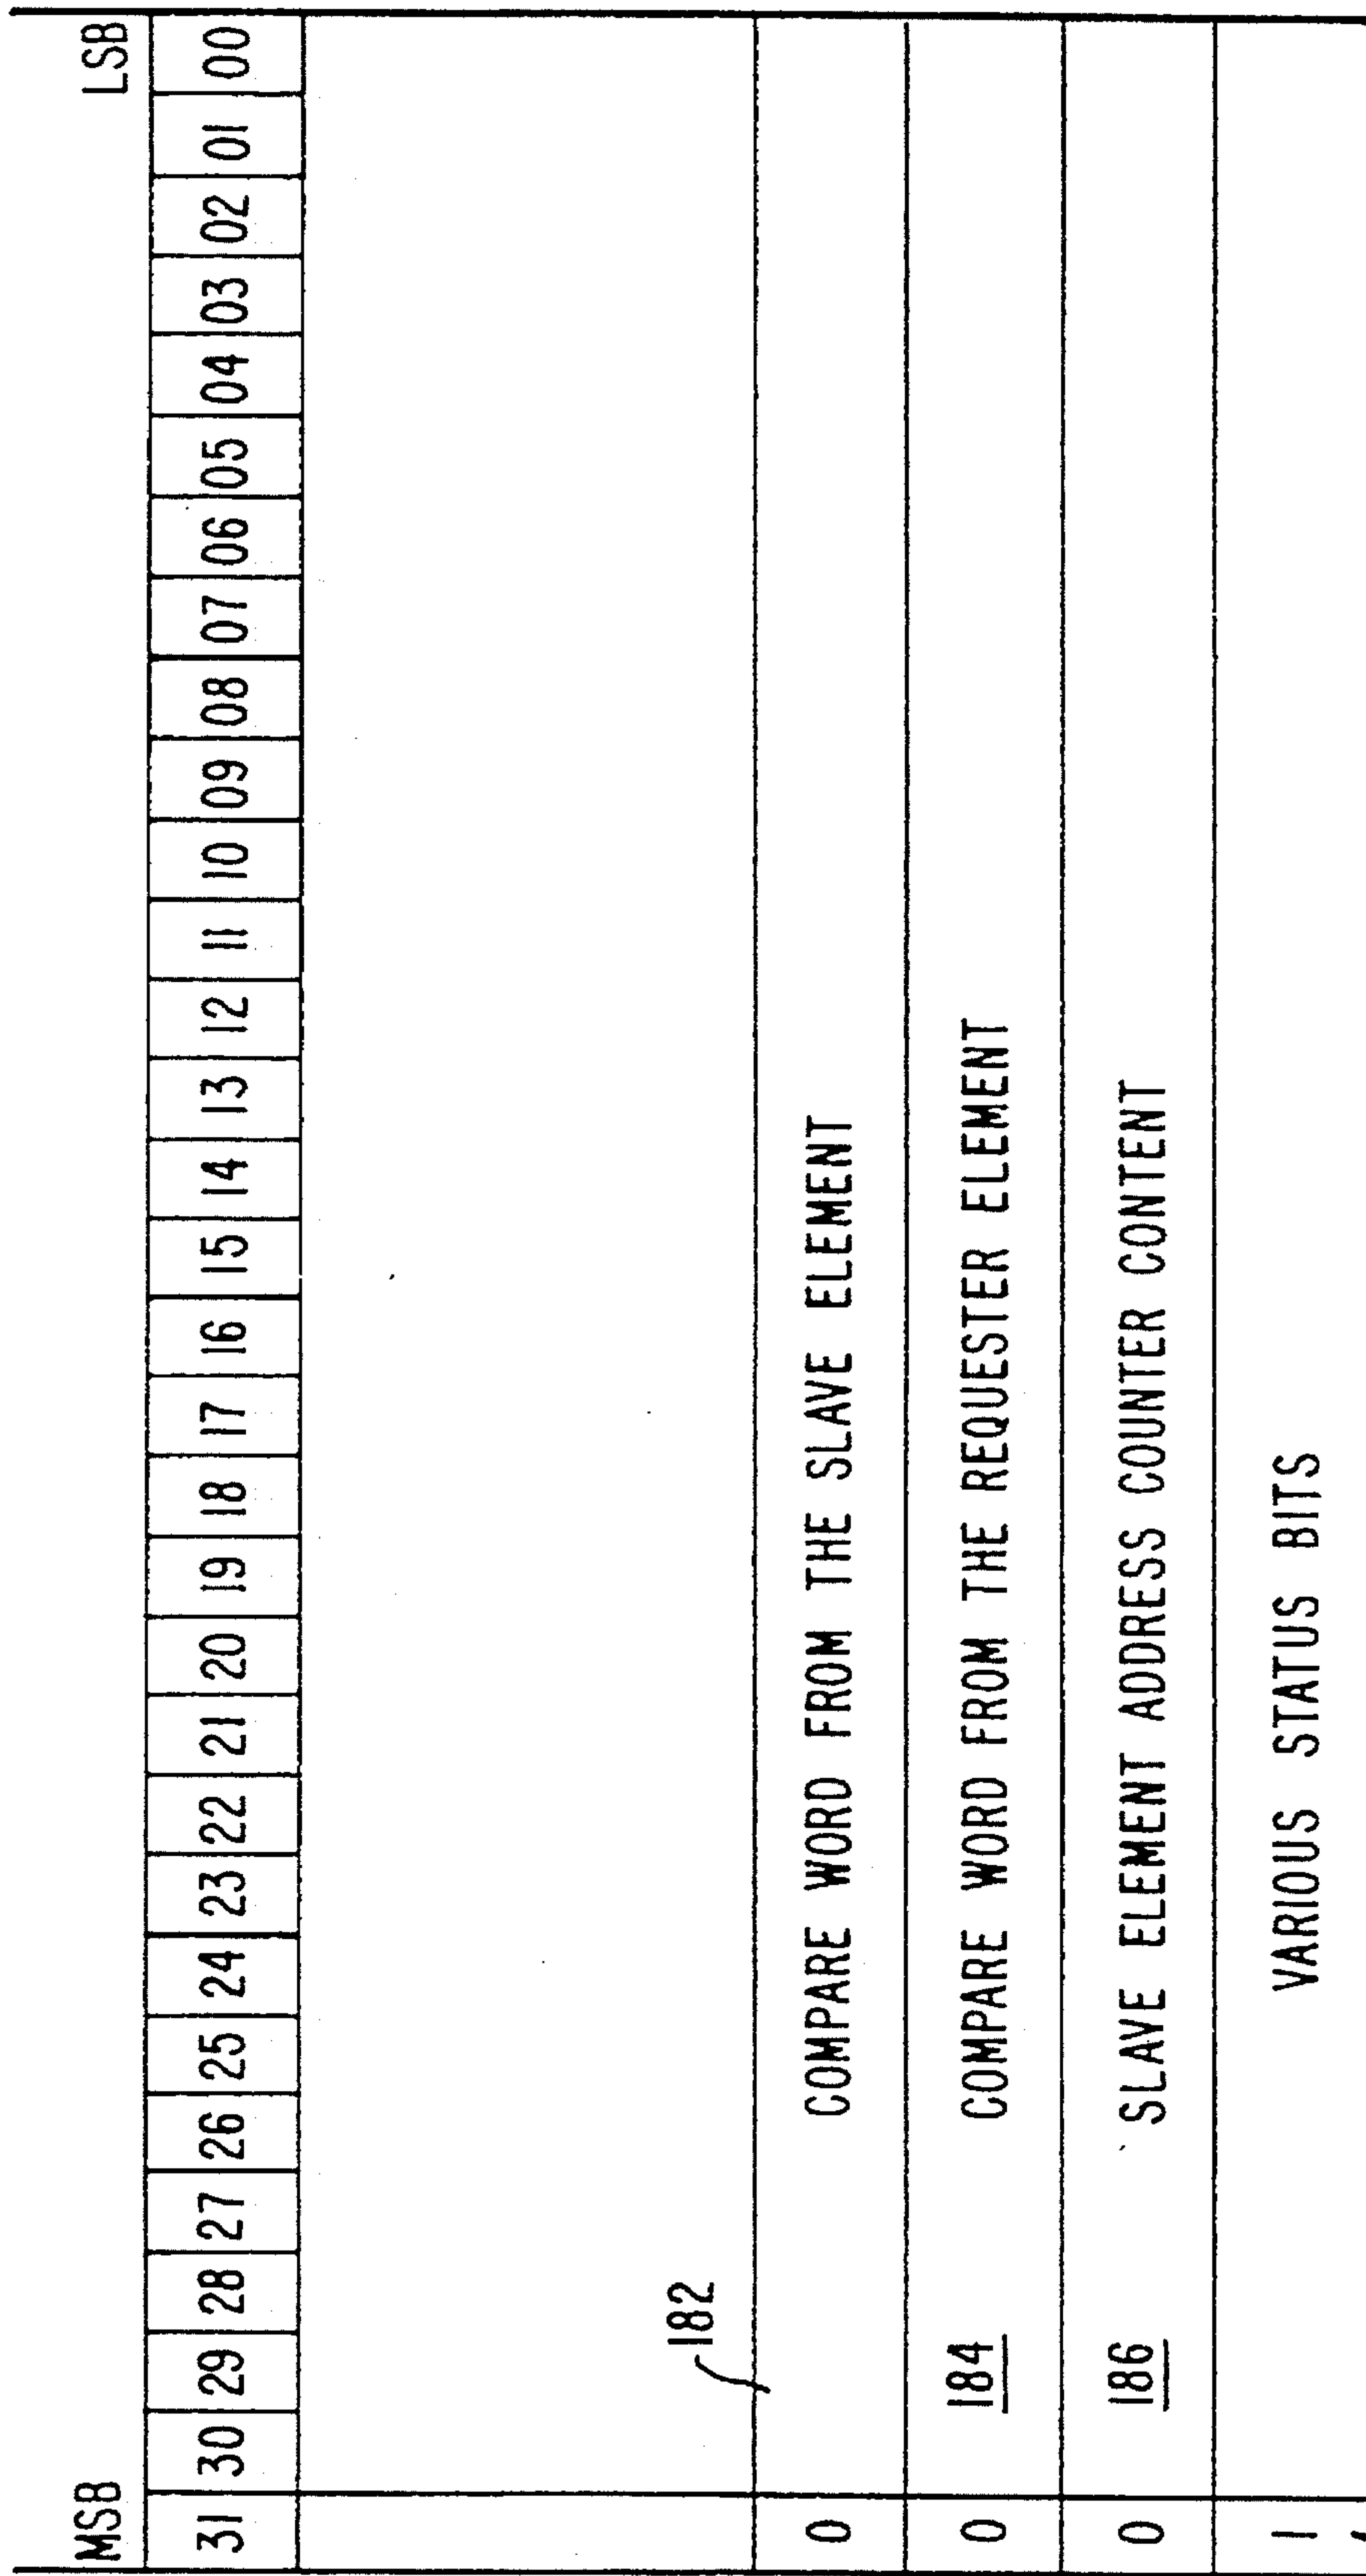 MSB LSB
31 30 29 28 27 26 25 24 23 22 21 20 19 18 17 16 15 14 13 12 11 10 09 08 07 06 05 04 03 02 01 00
182
0 COMPARE WORD FROM THE SLAVE ELEMENT
0 184 COMPARE WORD FROM THE REQUESTER ELEMENT
0 186 SLAVE ELEMENT ADDRESS COUNTER CONTENT
1 VARIOUS STATUS BITS